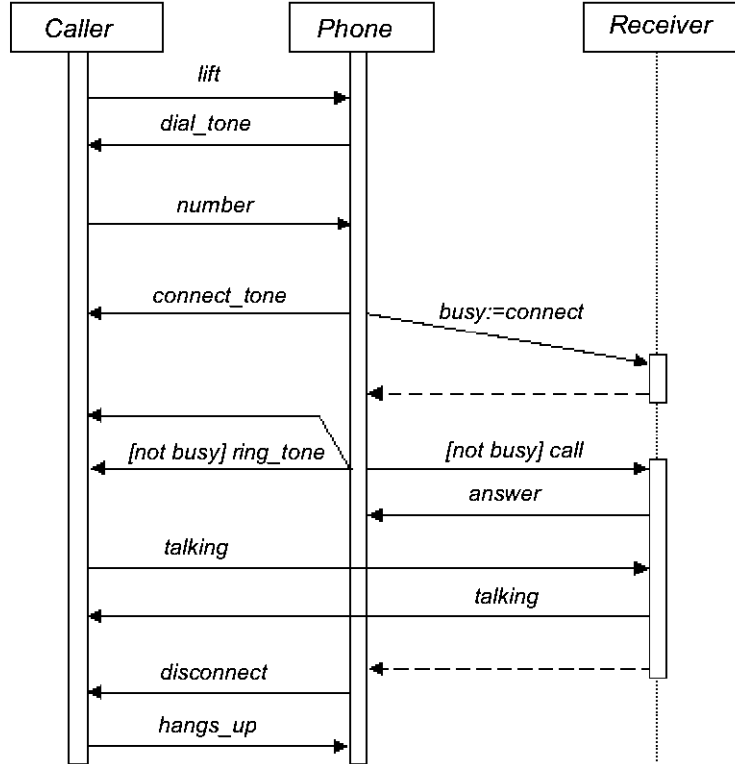 Caller
Phone
Receiver
lift
dial_tone
number
connect_tone
busy:=connect
[not busy] ring_tone
[not busy] call
answer
talking
talking
disconnect
hangs_up